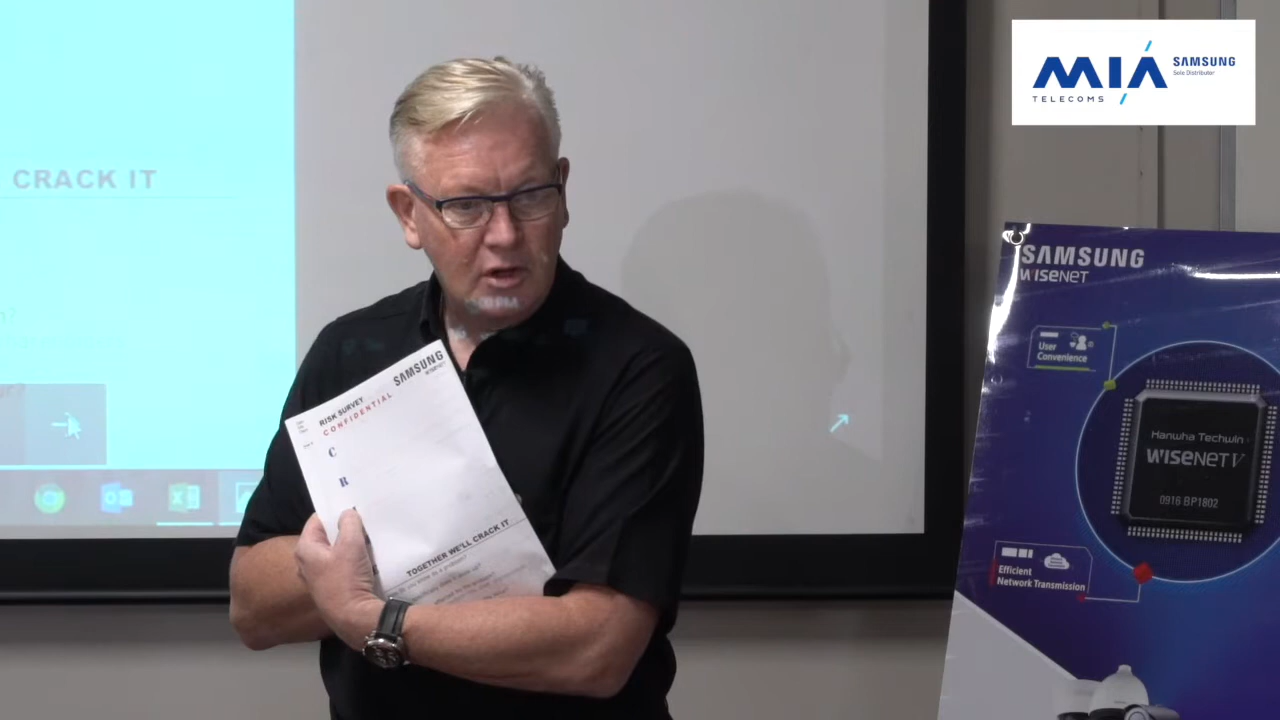 CRACK IT
MIA
TELECOMS
SAMSUNG
Sole Distributor
SAMSUNG
WISENET
User
Convenience
Hanwha Techwin
WISENET V
0916 BP1802
Efficient
Network Transmission
SAMSUNG
WISENET
RISK SURVEY
CONFIDENTIAL
C
R
TOGETHER WE'LL CRACK IT